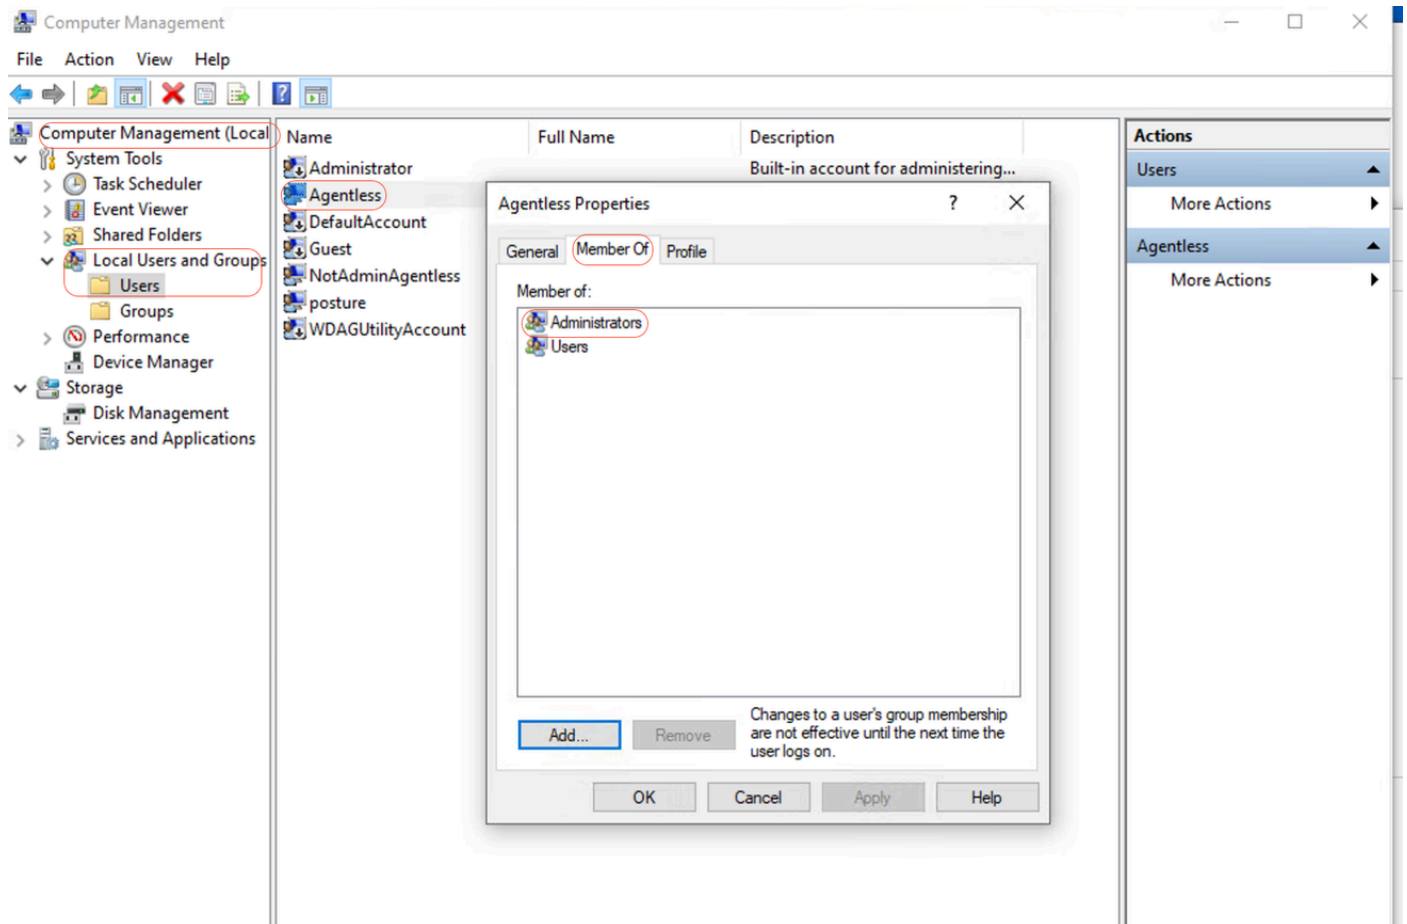 Computer Management
File Action View Help
Computer Management (Local
System Tools
Task Scheduler
Event Viewer
Shared Folders
Local Users and Groups
Users
Groups
Performance
Device Manager
Storage
Disk Management
Services and Applications
Name Full Name Description
Administrator Built-in account for administering...
Agentless
DefaultAccount
Guest
NotAdminAgentless
posture
WDAGUtilityAccount
Agentless Properties ?
General Member Of Profile
Member of:
Administrators
Users
Add... Remove
Changes to a user's group membership
are not effective until the next time the
user logs on.
OK Cancel Apply Help
Actions
Users
More Actions
Agentless
More Actions